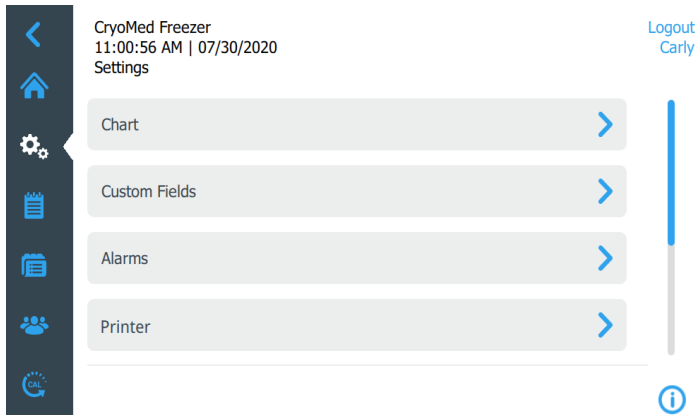 CryoMed Freezer
11:00:56 AM | 07/30/2020
Settings
Logout
Carly
Chart
Custom Fields
Alarms
Printer
CAL